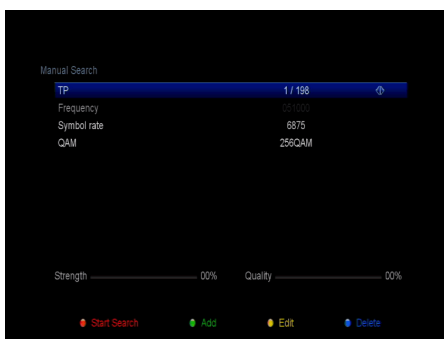 Manual Search
TP 1 / 198
Frequency 051000
Symbol rate 6875
QAM 256QAM
Strength 00% Quality 00%
Start Search Add Edit Delete